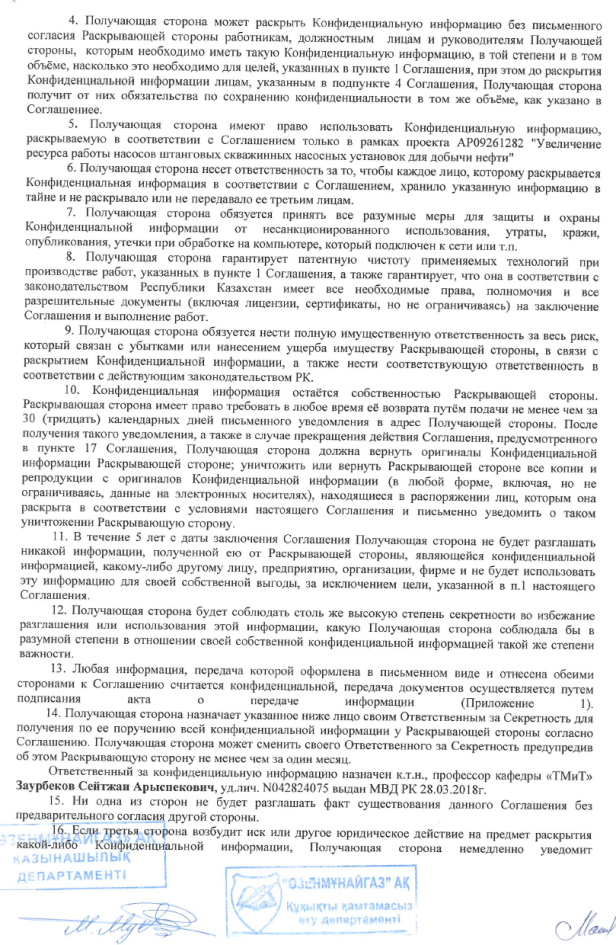 4. Получающая сторона может раскрыть Конфиденциальную информацию без письменного
согласия Раскрывающей стороны работникам, должностным лицам и руководителям Получающей
стороны, которым необходимо иметь такую Конфиденциальную информацию, в той степени и в том
объёме, насколько это необходимо для целей, указанных в пункте 1 Соглашения, при этом до раскрытия
Конфиденциальной информации лицам, указанным в подпункте 4 Соглашения, Получающая сторона
получит от них обязательства по сохранению конфиденциальности в том же объёме, как указано в
Соглашениее.
5. Получающая сторона имеют право использовать Конфиденциальную информацию,
раскрываемую в соответствии с Соглашением только в рамках проекта АР09261282 "Увеличение
ресурса работы насосов штанговых скважинных насосных установок для добычи нефти"
6. Получающая сторона несет ответственность за то, чтобы каждое лицо, которому раскрывается
Конфиденциальная информация в соответствии с Соглашением, хранило указанную информацию в
тайне и не раскрывало или не передавало ее третьим лицам.
7. Получающая сторона обязуется принять все разумные меры для защиты и охраны
Конфиденциальной информации от несанкционированного использования, утраты, кражи,
опубликования, утечки при обработке на компьютере, который подключен к сети или т.п.
8. Получающая сторона гарантирует патентную чистоту применяемых технологий при
производстве работ, указанных в пункте 1 Соглашения, а также гарантирует, что она в соответствии с
законодательством Республики Казахстан имеет все необходимые права, полномочия и все
разрешительные документы (включая лицензии, сертификаты, но не ограничиваясь) на заключение
Соглашения и выполнение работ.
9. Получающая сторона обязуется нести полную имущественную ответственность за весь риск,
который связан с убытками или нанесением ущерба имуществу Раскрывающей стороны, в связи с
раскрытием Конфиденциальной информации, а также нести соответствующую ответственность в
соответствии с действующим законодательством РК.
10. Конфиденциальная информация остаётся собственностью Раскрывающей стороны.
Раскрывающая сторона имеет право требовать в любое время её возврата путём подачи не менее чем за
30 (тридцать) календарных дней письменного уведомления в адрес Получающей стороны. После
получения такого уведомления, а также в случае прекращения действия Соглашения, предусмотренного
в пункте 17 Соглашения, Получающая сторона должна вернуть оригиналы Конфиденциальной
информации Раскрывающей стороне; уничтожить или вернуть Раскрывающей стороне все копии и
репродукции с оригиналов Конфиденциальной информации (в любой форме, включая, но не
ограничиваясь, данные на электронных носителях), находящиеся в распоряжении лиц, которым она
раскрыта в соответствии с условиями настоящего Соглашения и письменно уведомить о таком
уничтожении Раскрывающую сторону.
11. В течение 5 лет с даты заключения Соглашения Получающая сторона не будет разглашать
никакой информации, полученной ею от Раскрывающей стороны, являющейся конфиденциальной
информацией, какому-либо другому лицу, предприятию, организации, фирме и не будет использовать
эту информацию для своей собственной выгоды, за исключением цели, указанной в п.1 настоящего
Соглашения.
12. Получающая сторона будет соблюдать столь же высокую степень секретности во избежание
разглашения или использования этой информации, какую Получающая сторона соблюдала бы в
разумной степени в отношении своей собственной конфиденциальной информацией такой же степени
важности.
13. Любая информация, передача которой оформлена в письменном виде и отнесена обеими
сторонами к Соглашению считается конфиденциальной, передача документов осуществляется путем
подписания акта о передаче информации (Приложение 1).
14. Получающая сторона назначает указанное ниже лицо своим Ответственным за Секретность для
получения по ее поручению всей конфиденциальной информации у Раскрывающей стороны согласно
Соглашению. Получающая сторона может сменить своего Ответственного за Секретность предупредив
об этом Раскрывающую сторону не менее чем за один месяц.
Ответственный за конфиденциальную информацию назначен к.т.н., профессор кафедры «ТМиТ»
Заурбеков Сейтжан Арыспекович, уд.лич. N042824075 выдан МВД РК 28.03.2018г.
15. Ни одна из сторон не будет разглашать факт существования данного Соглашения без
предварительного согласия другой стороны.
16. Если третья сторона возбудит иск или другое юридическое действие на предмет раскрытия
какой-либо Конфиденциальной информации, Получающая сторона немедленно уведомит
"ӨЗЕНМҰНАЙГАЗ" АҚ
ҚАЗЫНАШЫЛЫҚ
ДЕПАРТАМЕНТІ
"ӨЗЕНМҰНАЙГАЗ" АҚ
Құқықты қамтамасыз
ету департаменті